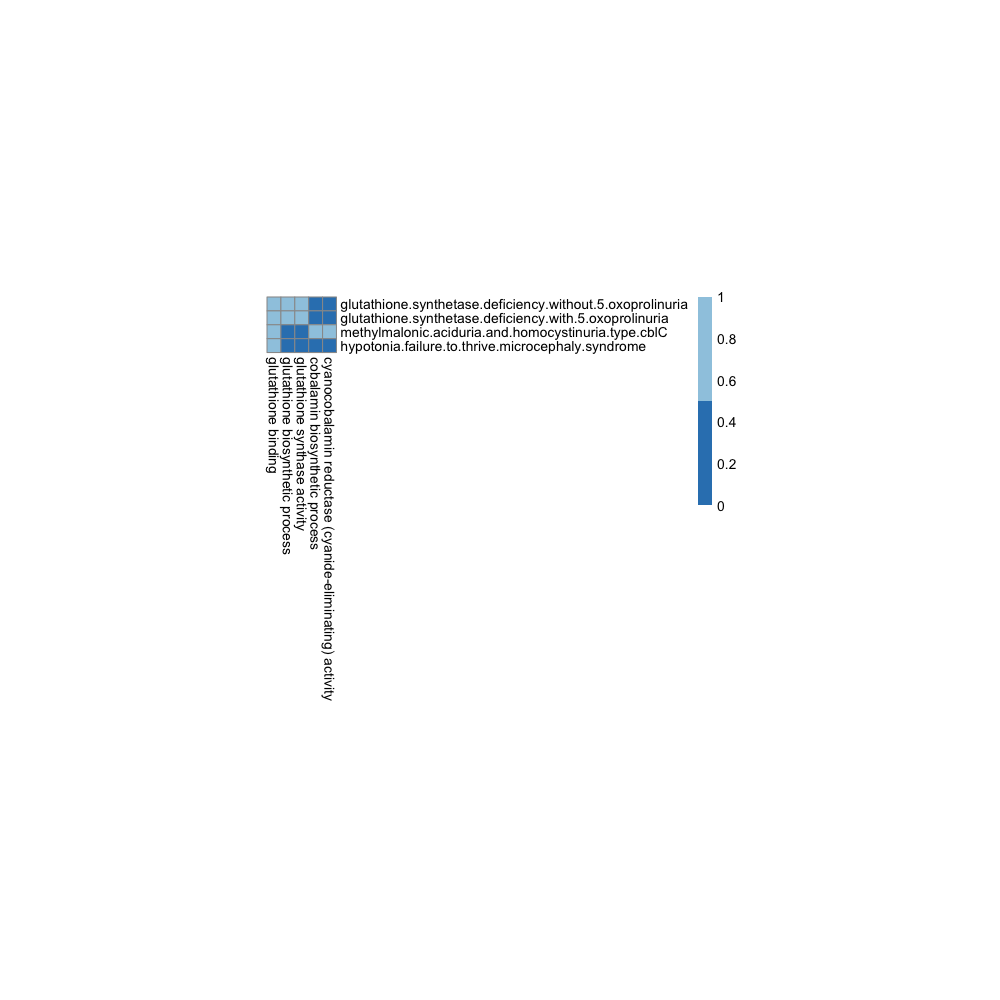 glutathione.synthetase.deficiency.without.5.oxoprolinuria
glutathione.synthetase.deficiency.with.5.oxoprolinuria
methylmalonic.aciduria.and.homocystinuria.type.cblC
hypotonia.failure.to.thrive.microcephaly.syndrome
glutathione binding
glutathione biosynthetic process
glutathione synthase activity
cobalamin biosynthetic process
cyanocobalamin reductase (cyanide-eliminating) activity
1
0.8
0.6
0.4
0.2
0